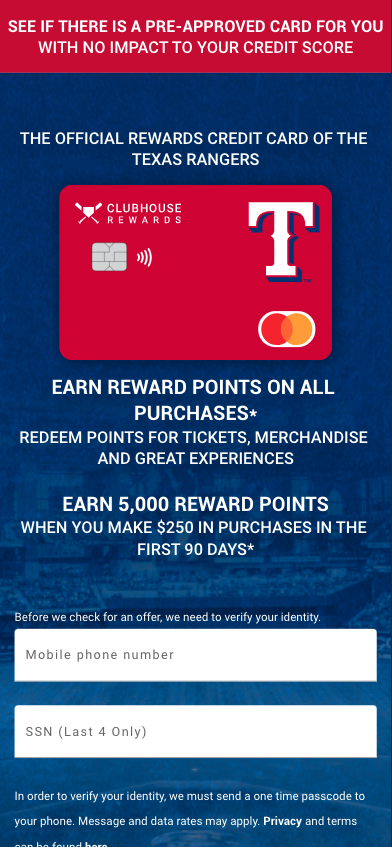 SEE IF THERE IS A PRE-APPROVED CARD FOR YOU
WITH NO IMPACT TO YOUR CREDIT SCORE
THE OFFICIAL REWARDS CREDIT CARD OF THE
TEXAS RANGERS
CLUBHOUSE
REWARDS
T
EARN REWARD POINTS ON ALL
PURCHASES*
REDEEM POINTS FOR TICKETS, MERCHANDISE
AND GREAT EXPERIENCES
EARN 5,000 REWARD POINTS
WHEN YOU MAKE $250 IN PURCHASES IN THE
FIRST 90 DAYS*
Before we check for an offer, we need to verify your identity.
Mobile phone number
SSN (Last 4 Only)
In order to verify your identity, we must send a one time passcode to
your phone. Message and data rates may apply. Privacy and terms
can be found here